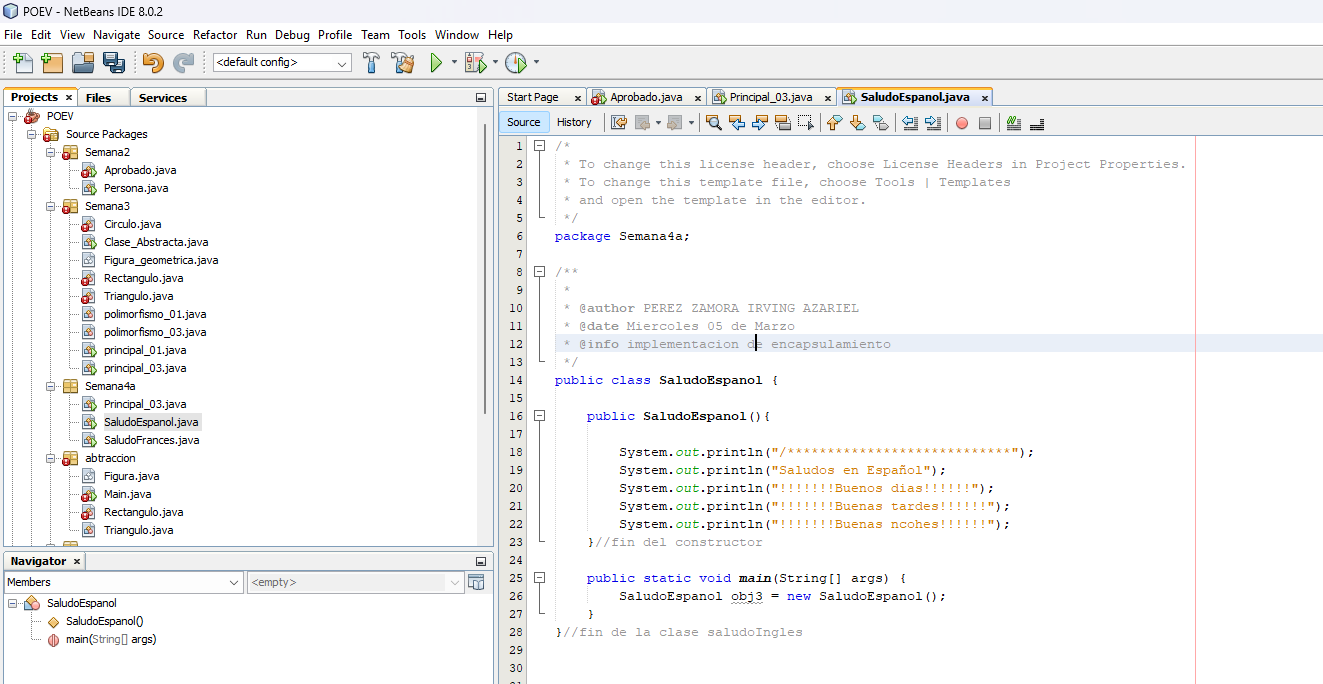 POEV - NetBeans IDE 8.0.2
File Edit View Navigate Source Refactor Run Debug Profile Team Tools Window Help
<default config>
Projects × Files Services
POEV
Source Packages
Semana2
Aprobado.java
Persona.java
Semana3
Circulo.java
Clase_Abstracta.java
Figura_geometrica.java
Rectangulo.java
Triangulo.java
polimorfismo_01.java
polimorfismo_03.java
principal_01.java
principal_03.java
Semana4a
Principal_03.java
SaludoEspanol.java
SaludoFrances.java
abtraccion
Figura.java
Main.java
Rectangulo.java
Triangulo.java
Navigator ×
Members <empty>
SaludoEspanol
SaludoEspanol()
main(String[] args)
Start Page × Aprobado.java × Principal_03.java × SaludoEspanol.java ×
Source History
1 /*
2 * To change this license header, choose License Headers in Project Properties.
3 * To change this template file, choose Tools | Templates
4 * and open the template in the editor.
5 */
6 package Semana4a;
7
8 /**
9 *
10 * @author PEREZ ZAMORA IRVING AZARIEL
11 * @date Miercoles 05 de Marzo
12 * @info implementacion de encapsulamiento
13 */
14 public class SaludoEspanol {
15
16 public SaludoEspanol(){
17
18 System.out.println("/****************************");
19 System.out.println("Saludos en Español");
20 System.out.println("!!!!!!!Buenos dias!!!!!!");
21 System.out.println("!!!!!!!Buenas tardes!!!!!!");
22 System.out.println("!!!!!!!Buenas ncohes!!!!!!");
23 }//fin del constructor
24
25 public static void main(String[] args) {
26 SaludoEspanol obj3 = new SaludoEspanol();
27 }
28 }//fin de la clase saludoIngles
29
30